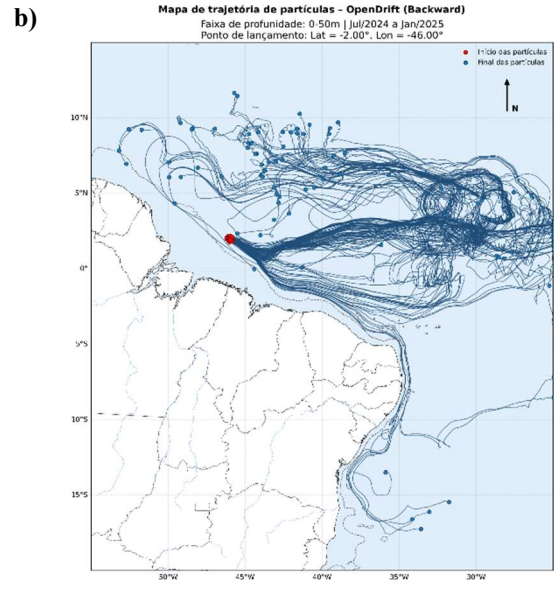 b)
Mapa de trajetória de partículas – OpenDrift (Backward)
Faixa de profundidade: 0-50m | Jul/2024 a Jan/2025
Ponto de lançamento: Lat = -2.00°, Lon = -46.00°
Início das partículas
Final das partículas
N
10°N
5°N
0°
5°S
10°S
15°S
50°W 45°W 40°W 35°W 30°W